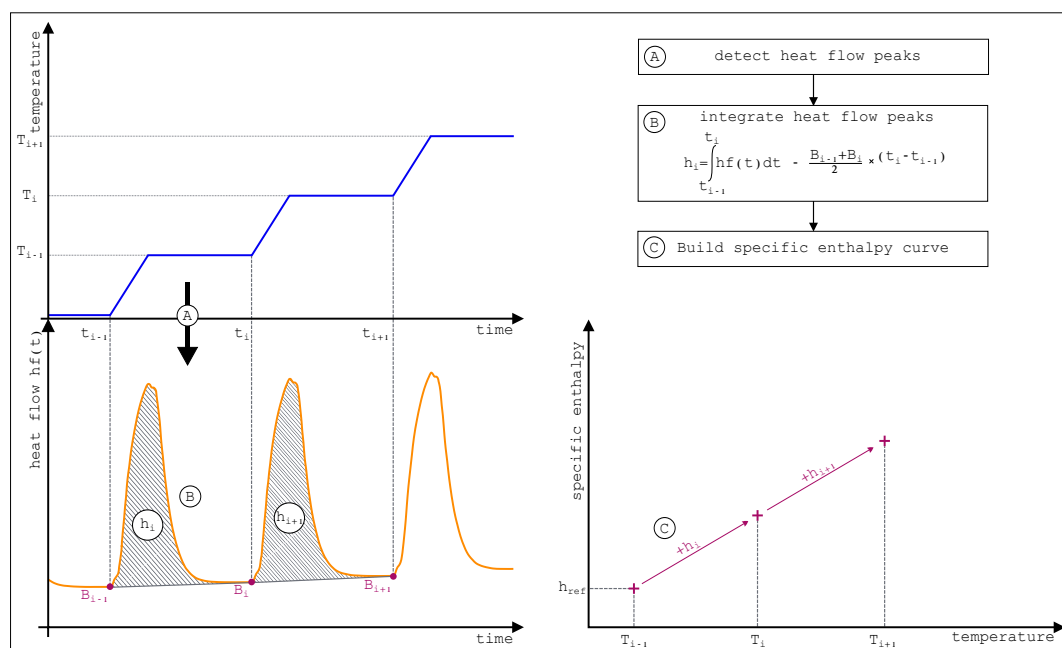 temperature
T_{i+1}
T_i
T_{i-1}
t_{i-1}
A
t_i
t_{i+1}
time
heat flow hf(t)
h_i
B
h_{i+1}
B_{i-1}
B_i
B_{i+1}
time
A detect heat flow peaks
B integrate heat flow peaks
h_i=∫_{t_{i-1}}^{t_i} hf(t)dt - \frac{B_{i-1}+B_i}{2} × (t_i-t_{i-1})
C Build specific enthalpy curve
specific enthalpy
+h_{i+1}
C
+h_i
h_{ref}
T_{i-1}
T_i
T_{i+1}
temperature